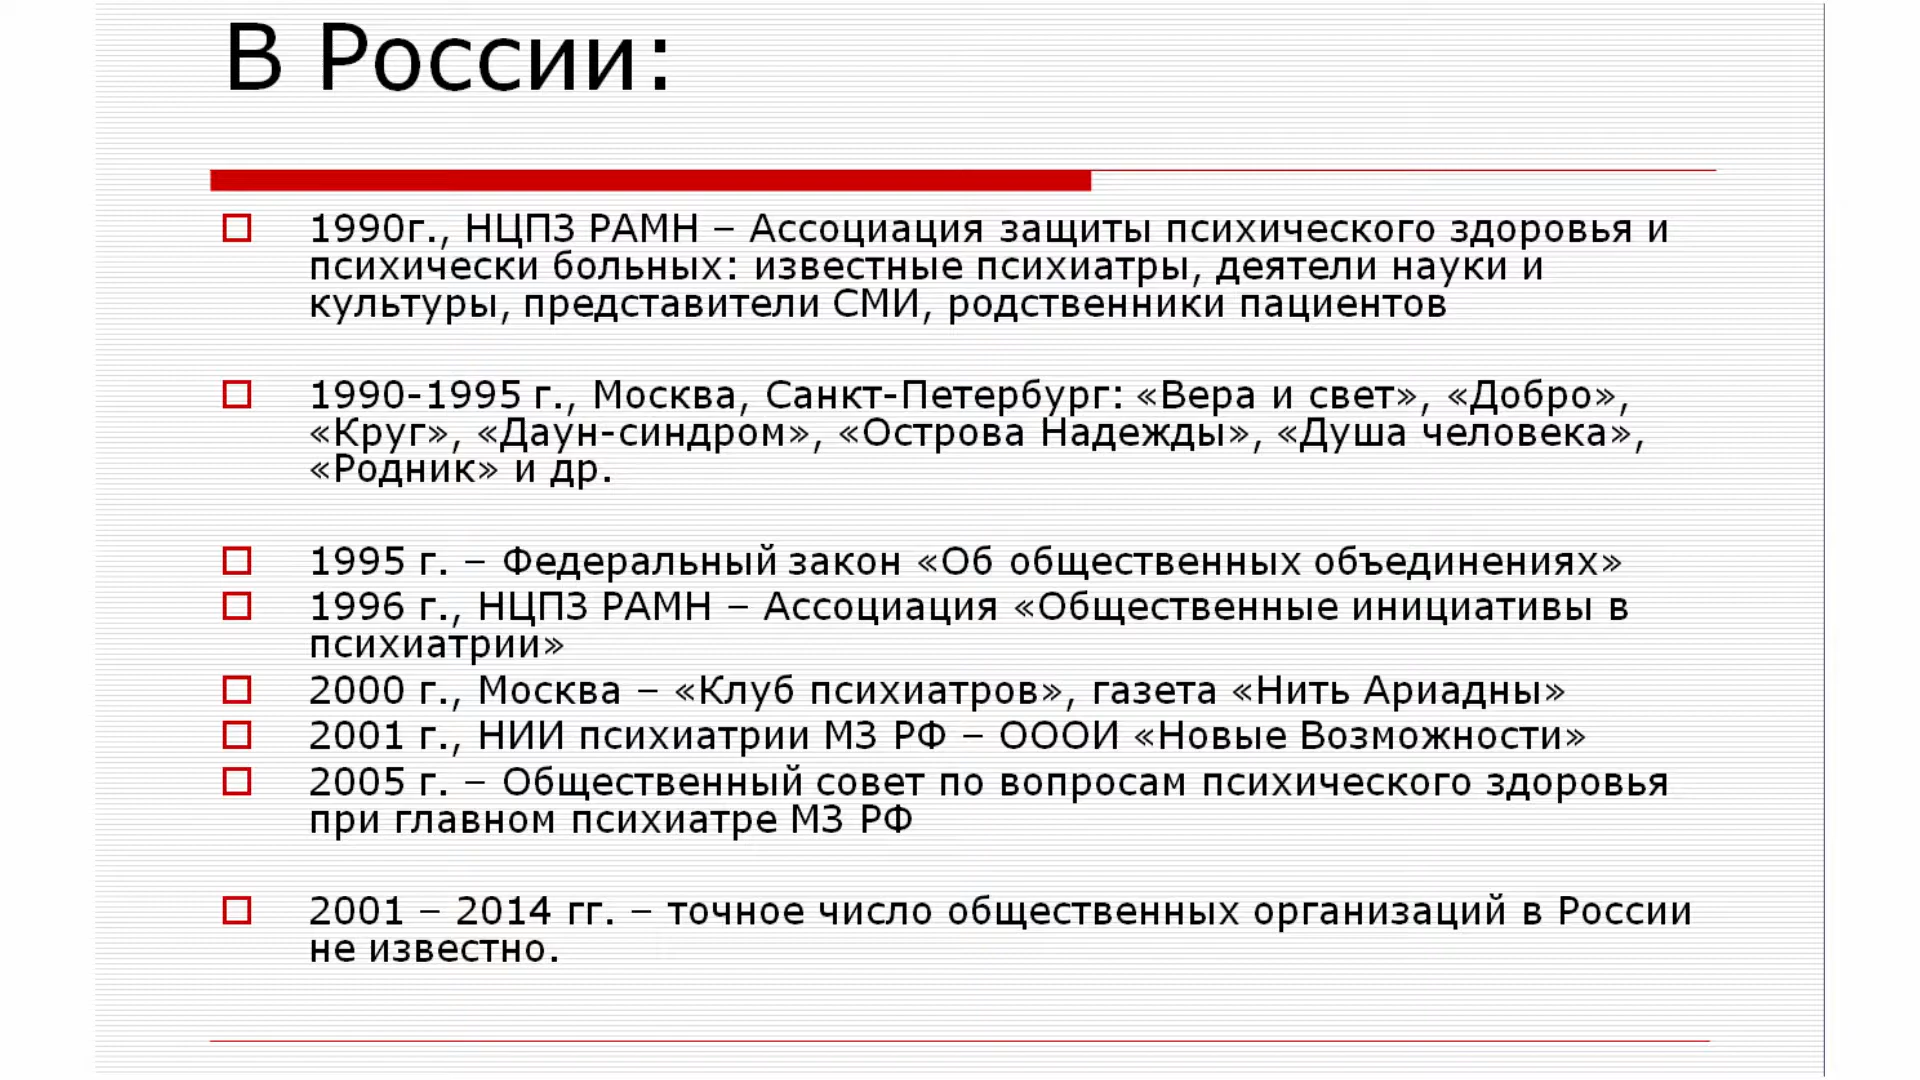 В России:
1990г., НЦПЗ РАМН – Ассоциация защиты психического здоровья и
психически больных: известные психиатры, деятели науки и
культуры, представители СМИ, родственники пациентов
1990-1995 г., Москва, Санкт-Петербург: «Вера и свет», «Добро»,
«Круг», «Даун-синдром», «Острова Надежды», «Душа человека»,
«Родник» и др.
1995 г. – Федеральный закон «Об общественных объединениях»
1996 г., НЦПЗ РАМН – Ассоциация «Общественные инициативы в
психиатрии»
2000 г., Москва – «Клуб психиатров», газета «Нить Ариадны»
2001 г., НИИ психиатрии МЗ РФ – ОООИ «Новые Возможности»
2005 г. – Общественный совет по вопросам психического здоровья
при главном психиатре МЗ РФ
2001 – 2014 гг. – точное число общественных организаций в России
не известно.